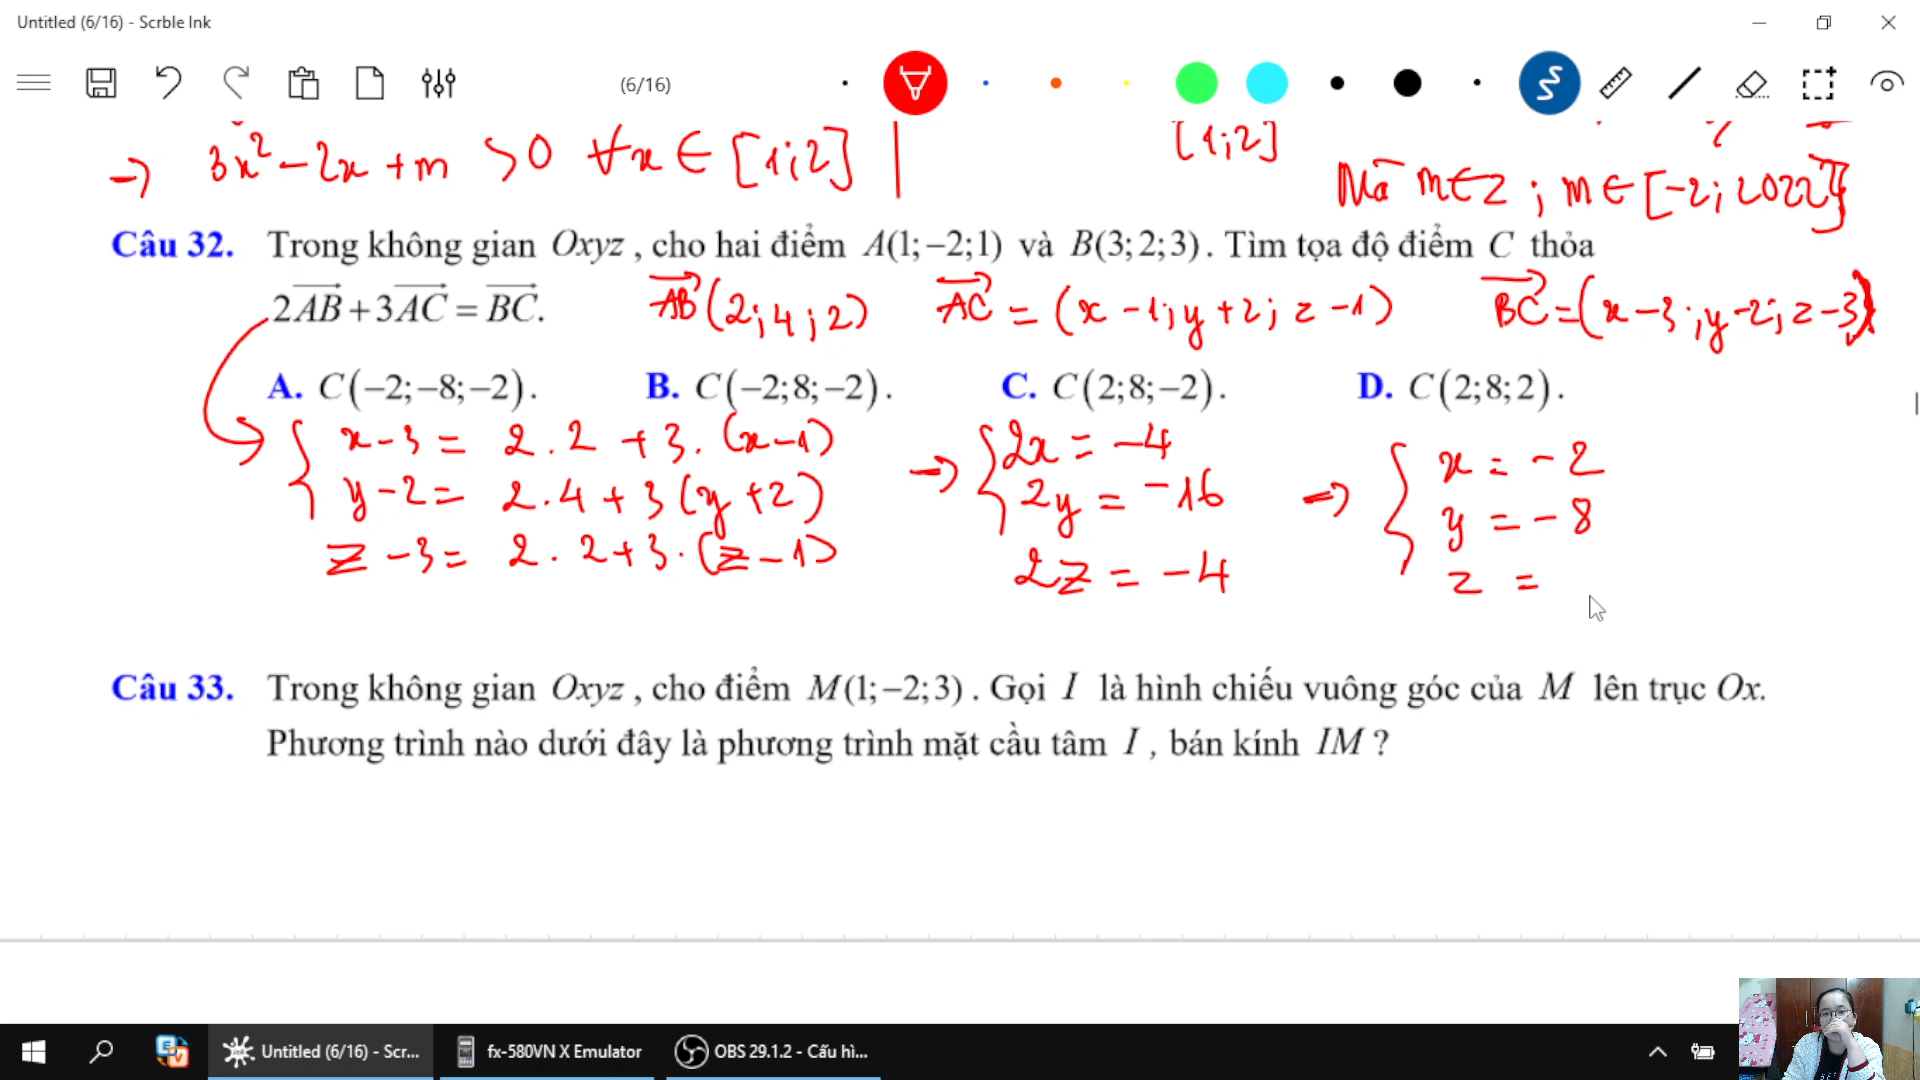 Untitled (6/16) - Scrble Ink
(6/16)
→ 3x² − 2x + m > 0 ∀x ∈ [1;2]
[1;2]
Mà m∈Z ; m∈[-2; 2022]
Câu 32. Trong không gian Oxyz, cho hai điểm A(1;−2;1) và B(3;2;3). Tìm tọa độ điểm C thỏa
2AB + 3AC = BC.
AB(2;4;2) AC = (x −1; y +2; z −1) BC = (x −3; y −2; z −3)
A. C(−2;−8;−2). B. C(−2;8;−2). C. C(2;8;−2). D. C(2;8;2).
x −3 = 2.2 + 3.(x−1)
y −2 = 2.4 + 3(y +2)
z −3 = 2.2 + 3.(z −1)
→ 2x = −4
2y = −16
2z = −4
→ x = −2
y = −8
z =
Câu 33. Trong không gian Oxyz, cho điểm M(1;−2;3). Gọi I là hình chiếu vuông góc của M lên trục Ox.
Phương trình nào dưới đây là phương trình mặt cầu tâm I, bán kính IM?
Untitled (6/16) - Scr...
fx-580VN X Emulator
OBS 29.1.2 - Cấu hì...